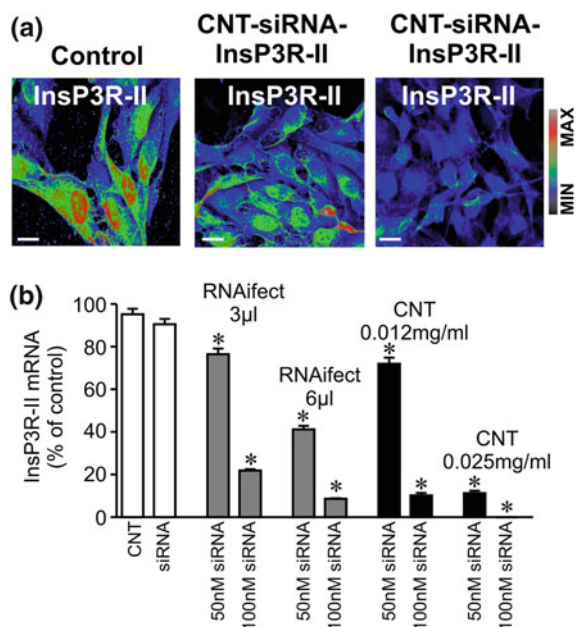 (a)
Control
CNT-siRNA-
InsP3R-II
CNT-siRNA-
InsP3R-II
InsP3R-II
InsP3R-II
InsP3R-II
MAX
MIN
(b)
InsP3R-II mRNA
(% of control)
100
80
60
40
20
0
RNAifect
3µl
RNAifect
6µl
CNT
0.012mg/ml
CNT
0.025mg/ml
*
*
*
*
*
*
*
*
CNT
siRNA
50nM siRNA
100nM siRNA
50nM siRNA
100nM siRNA
50nM siRNA
100nM siRNA
50nM siRNA
100nM siRNA